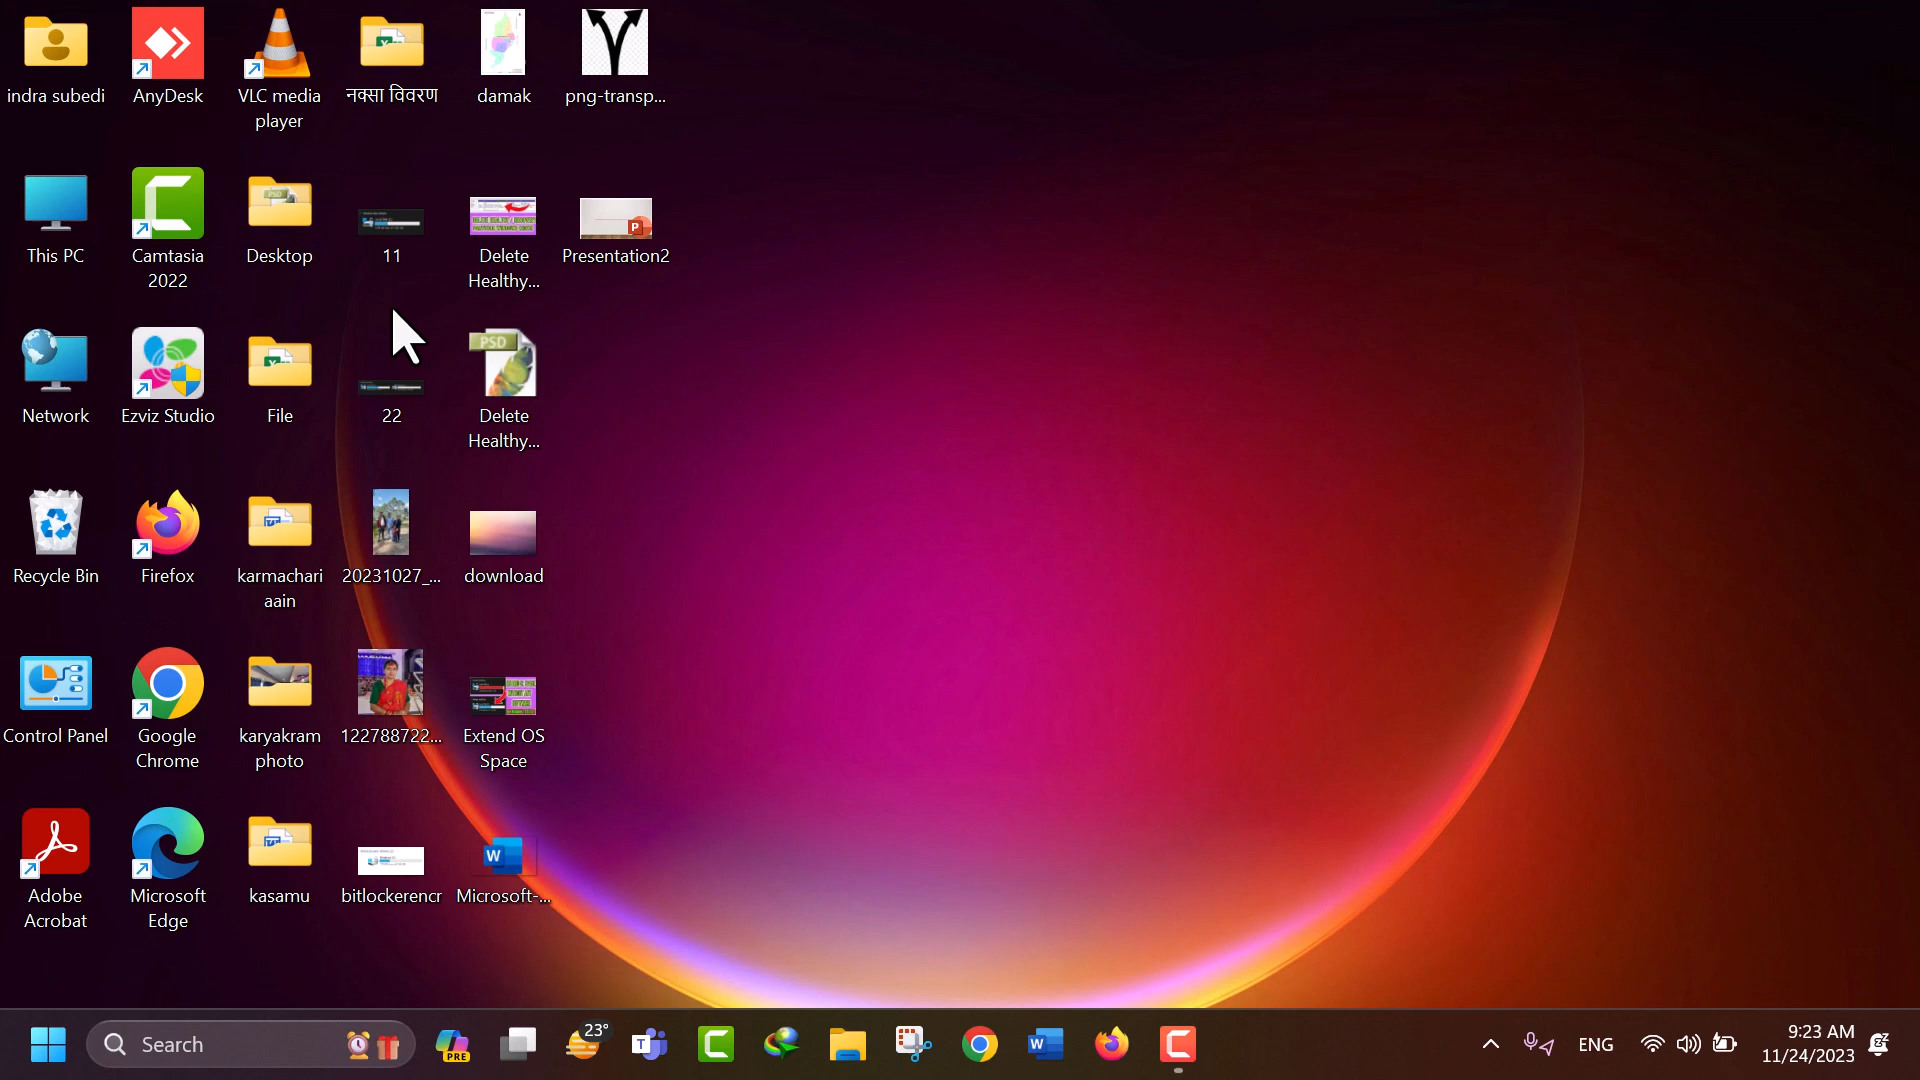 indra subedi
AnyDesk
VLC media
player
नक्सा विवरण
damak
png-transp...
This PC
Camtasia
2022
Desktop
11
Delete
Healthy...
Presentation2
Network
Ezviz Studio
File
22
PSD
Delete
Healthy...
Recycle Bin
Firefox
karmachari
aain
20231027_...
download
Control Panel
Google
Chrome
karyakram
photo
122788722...
Extend OS
Space
Adobe
Acrobat
Microsoft
Edge
kasamu
bitlockerencr
Microsoft-...
Search
PRE
23°
ENG
9:23 AM
11/24/2023